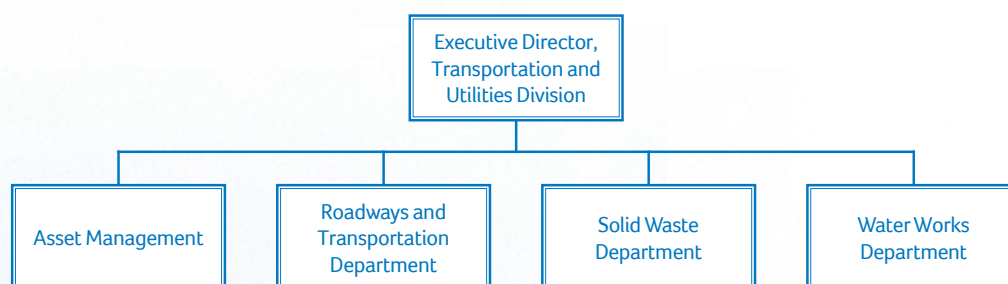 Executive Director,
Transportation and
Utilities Division
Asset Management
Roadways and
Transportation
Department
Solid Waste
Department
Water Works
Department